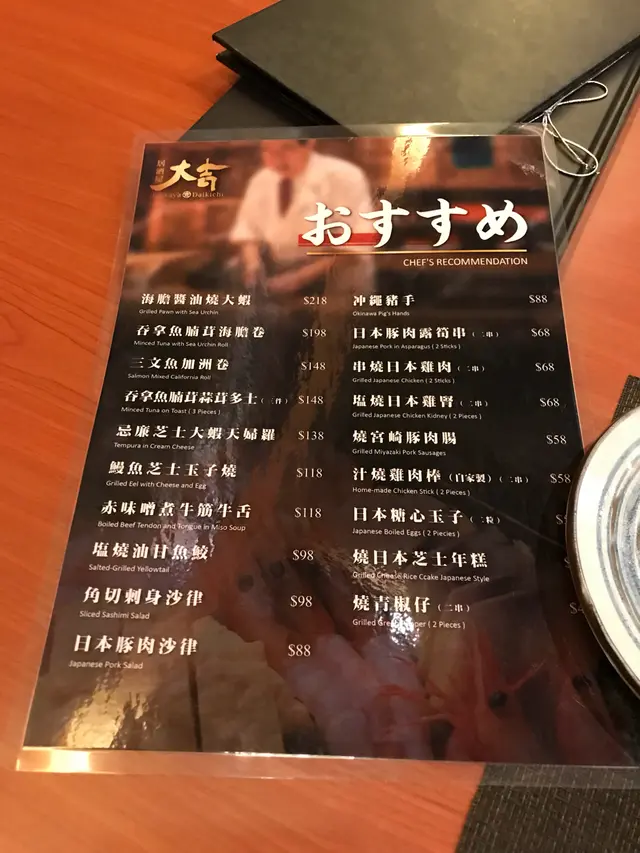 居酒屋
大吉
Daikichi
おすすめ
CHEF'S RECOMMENDATION
海膽醬油燒大蝦 $218
Grilled Pawn with Sea Urchin
吞拿魚腩茸海膽卷 $198
Minced Tuna with Sea Urchin Roll
三文魚加洲卷 $148
Salmon Mixed California Roll
吞拿魚腩茸蒜茸多士（三件） $148
Minced Tuna on Toast ( 3 Pieces )
忌廉芝士大蝦天婦羅 $138
Tempura in Cream Cheese
鰻魚芝士玉子燒 $118
Grilled Eel with Cheese and Egg
赤味噌煮牛筋牛舌 $118
Boiled Beef Tendon and Tongue in Miso Soup
塩燒油甘魚鮫 $98
Salted-Grilled Yellowtail
角切刺身沙律 $98
Sliced Sashimi Salad
日本豚肉沙律 $88
Japanese Pork Salad
冲繩豬手 $88
Okinawa Pig's Hands
日本豚肉露筍串（二串） $68
Japanese Pork in Asparagus ( 2 Sticks )
串燒日本雞肉（二串） $68
Grilled Japanese Chicken ( 2 Sticks )
塩燒日本雞腎（二串） $68
Grilled Japanese Chicken Kidney ( 2 Pieces )
燒宮崎豚肉腸 $58
Grilled Miyazaki Pork Sausages
汁燒雞肉棒（自家製）（二串） $58
Home-made Chicken Stick ( 2 Pieces )
日本糖心玉子（二粒）
Japanese Boiled Eggs ( 2 Piecies )
燒日本芝士年糕
Grilled Cheese Rice Ccake Japanese Style
燒青椒仔（二串）
Grilled Green Pepper ( 2 Pieces )